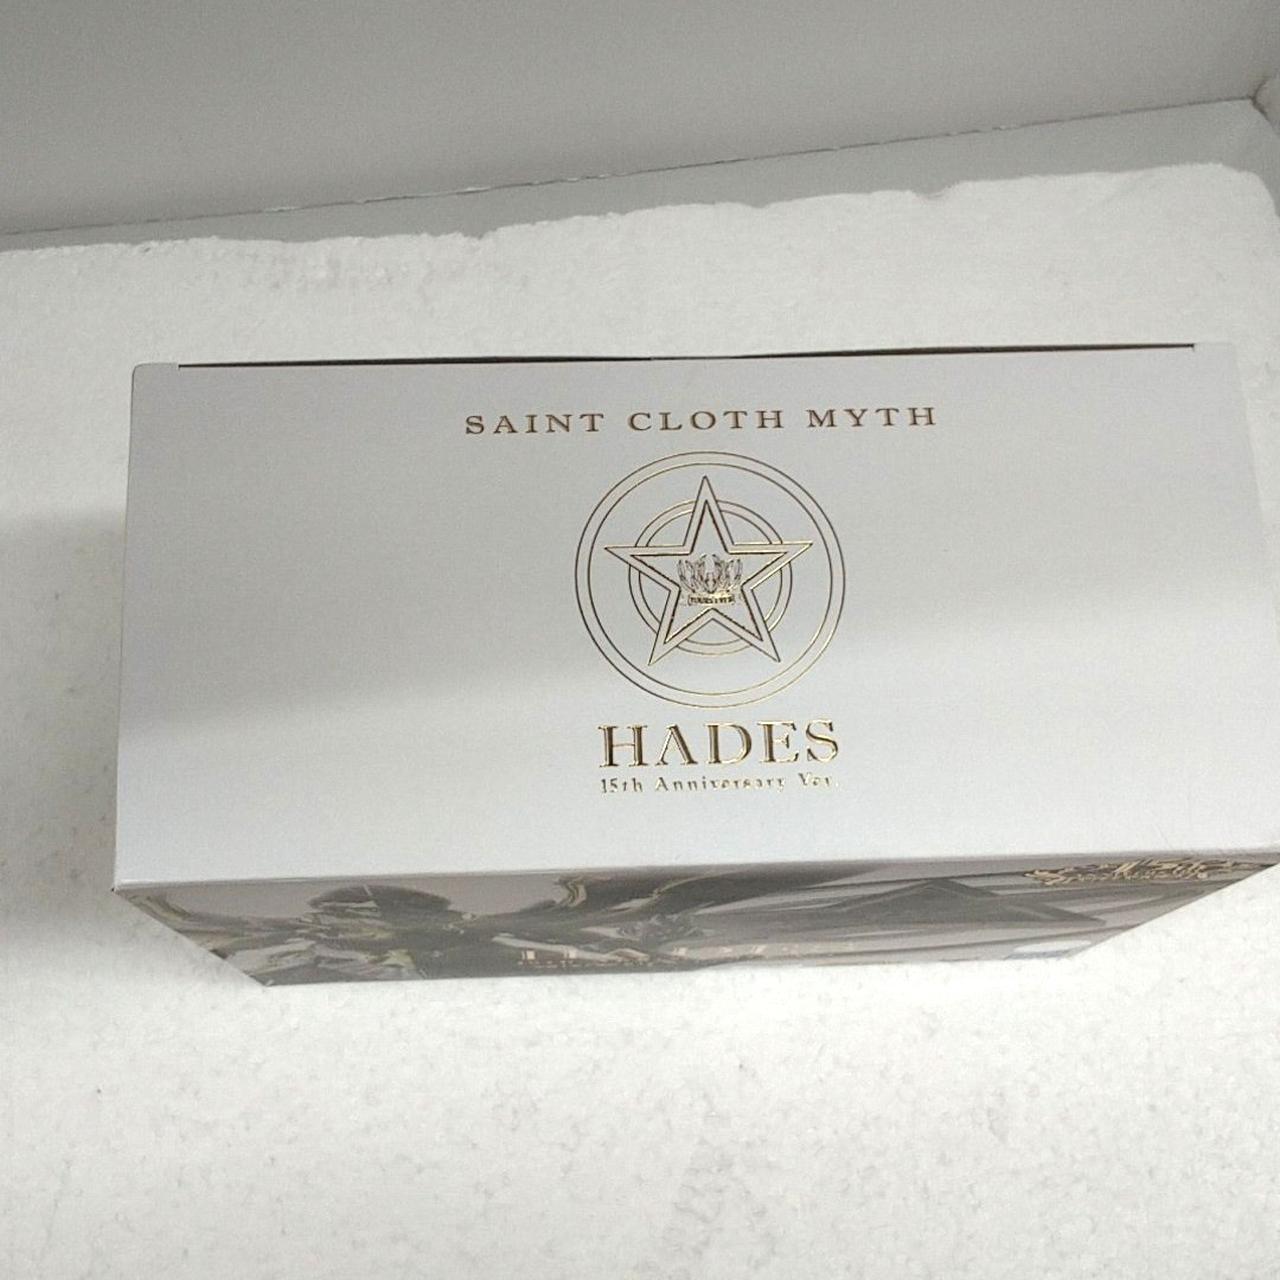 SAINT CLOTH MYTH
HADES
15th Anniversary Ver.